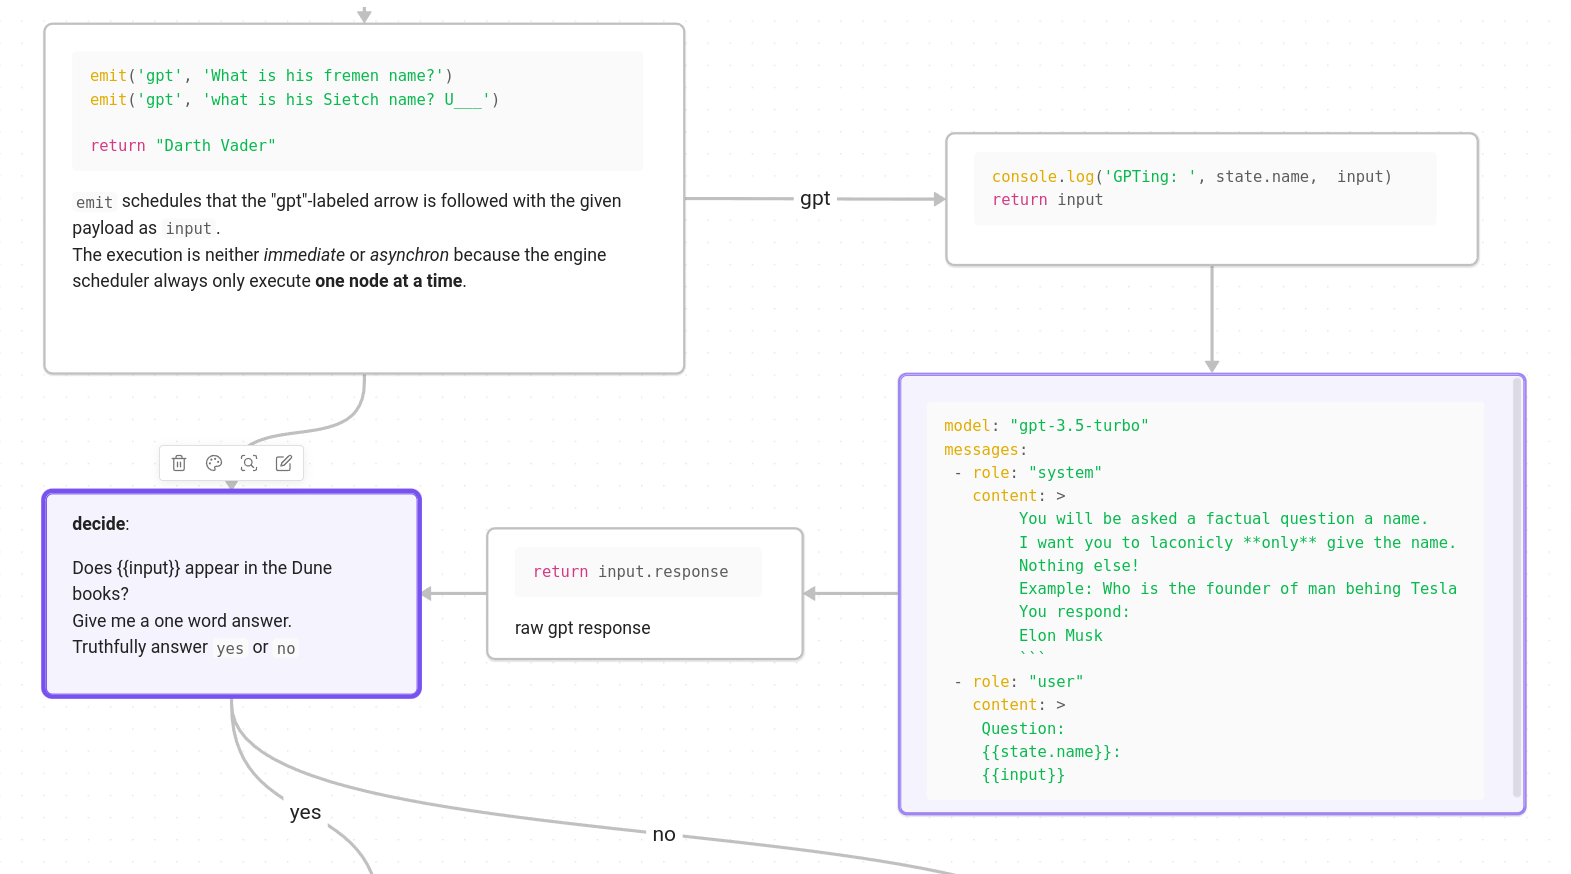 emit('gpt', 'What is his fremen name?')
emit('gpt', 'what is his Sietch name? U___')
return "Darth Vader"
emit schedules that the "gpt"-labeled arrow is followed with the given
payload as input.
The execution is neither immediate or asynchron because the engine
scheduler always only execute one node at a time.
gpt
console.log('GPTing: ', state.name,  input)
return input
model: "gpt-3.5-turbo"
messages:
 - role: "system"
   content: >
        You will be asked a factual question a name.
        I want you to laconicly **only** give the name.
        Nothing else!
        Example: Who is the founder of man behing Tesla
        You respond:
        Elon Musk
        ```
 - role: "user"
   content: >
    Question:
    {{state.name}}:
    {{input}}
return input.response
raw gpt response
decide:
Does {{input}} appear in the Dune
books?
Give me a one word answer.
Truthfully answer yes or no
yes
no